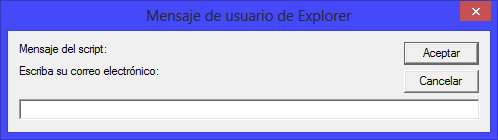 Mensaje de usuario de Explorer
Mensaje del script:
Aceptar
Escriba su correo electrónico:
Cancelar